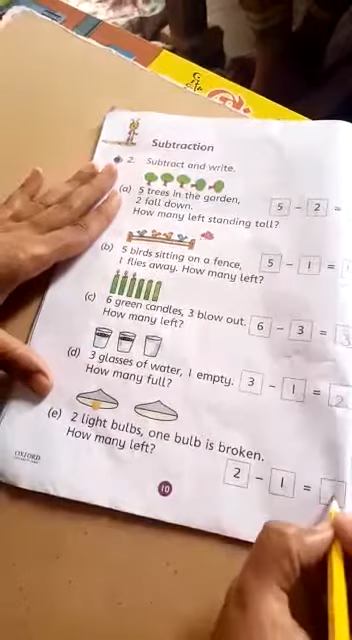 Subtraction
2. Subtract and write.
(a) 5 trees in the garden,
2 fall down.
How many left standing tall?
5 - 2 =
(b) 5 birds sitting on a fence,
1 flies away. How many left?
5 - 1 =
(c) 6 green candles, 3 blow out.
How many left?
6 - 3 = 3
(d) 3 glasses of water, 1 empty.
How many full?
3 - 1 = 2
(e) 2 light bulbs, one bulb is broken.
How many left?
2 - 1 =
OXFORD
10